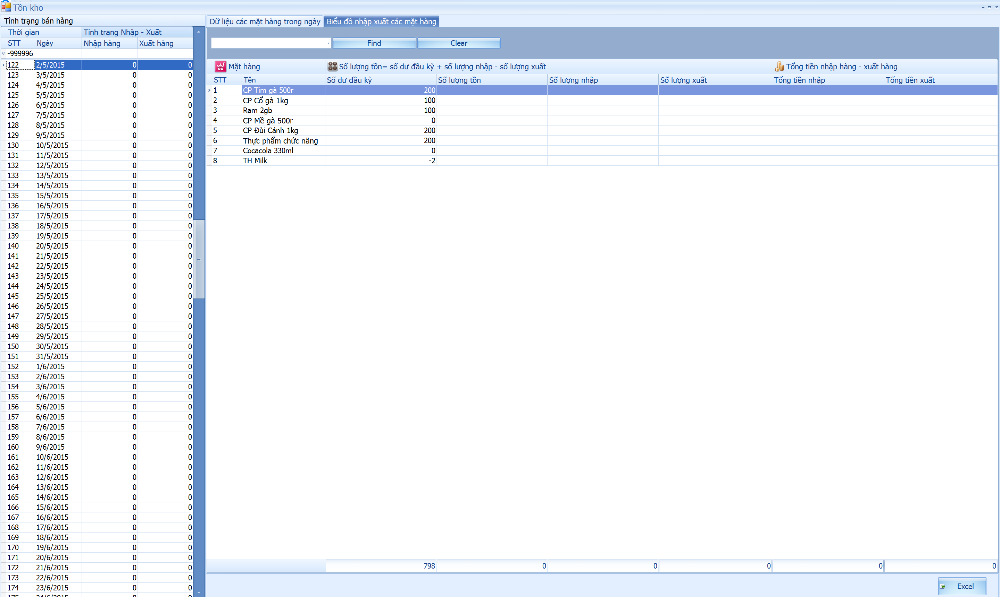 Tồn kho
Tình trạng bán hàng
Thời gian Tình trạng Nhập - Xuất
STT Ngày Nhập hàng Xuất hàng
-999996
122 2/5/2015 0 0
123 3/5/2015 0 0
124 4/5/2015 0 0
125 5/5/2015 0 0
126 6/5/2015 0 0
127 7/5/2015 0 0
128 8/5/2015 0 0
129 9/5/2015 0 0
130 10/5/2015 0 0
131 11/5/2015 0 0
132 12/5/2015 0 0
133 13/5/2015 0 0
134 14/5/2015 0 0
135 15/5/2015 0 0
136 16/5/2015 0 0
137 17/5/2015 0 0
138 18/5/2015 0 0
139 19/5/2015 0 0
140 20/5/2015 0 0
141 21/5/2015 0 0
142 22/5/2015 0 0
143 23/5/2015 0 0
144 24/5/2015 0 0
145 25/5/2015 0 0
146 26/5/2015 0 0
147 27/5/2015 0 0
148 28/5/2015 0 0
149 29/5/2015 0 0
150 30/5/2015 0 0
151 31/5/2015 0 0
152 1/6/2015 0 0
153 2/6/2015 0 0
154 3/6/2015 0 0
155 4/6/2015 0 0
156 5/6/2015 0 0
157 6/6/2015 0 0
158 7/6/2015 0 0
159 8/6/2015 0 0
160 9/6/2015 0 0
161 10/6/2015 0 0
162 11/6/2015 0 0
163 12/6/2015 0 0
164 13/6/2015 0 0
165 14/6/2015 0 0
166 15/6/2015 0 0
167 16/6/2015 0 0
168 17/6/2015 0 0
169 18/6/2015 0 0
170 19/6/2015 0 0
171 20/6/2015 0 0
172 21/6/2015 0 0
173 22/6/2015 0 0
174 23/6/2015 0 0
Dữ liệu các mặt hàng trong ngày Biểu đồ nhập xuất các mặt hàng
Find Clear
Mặt hàng Số lượng tồn= số dư đầu kỳ + số lượng nhập - số lượng xuất Tổng tiền nhập hàng - xuất hàng
STT Tên Số dư đầu kỳ Số lượng tồn Số lượng nhập Số lượng xuất Tổng tiền nhập Tổng tiền xuất
1 CP Tim gà 500r 200
2 CP Cổ gà 1kg 100
3 Ram 2gb 100
4 CP Mề gà 500r 0
5 CP Đùi Cánh 1kg 200
6 Thực phẩm chức năng 200
7 Cocacola 330ml 0
8 TH Milk -2
798 0 0 0 0 0
Excel